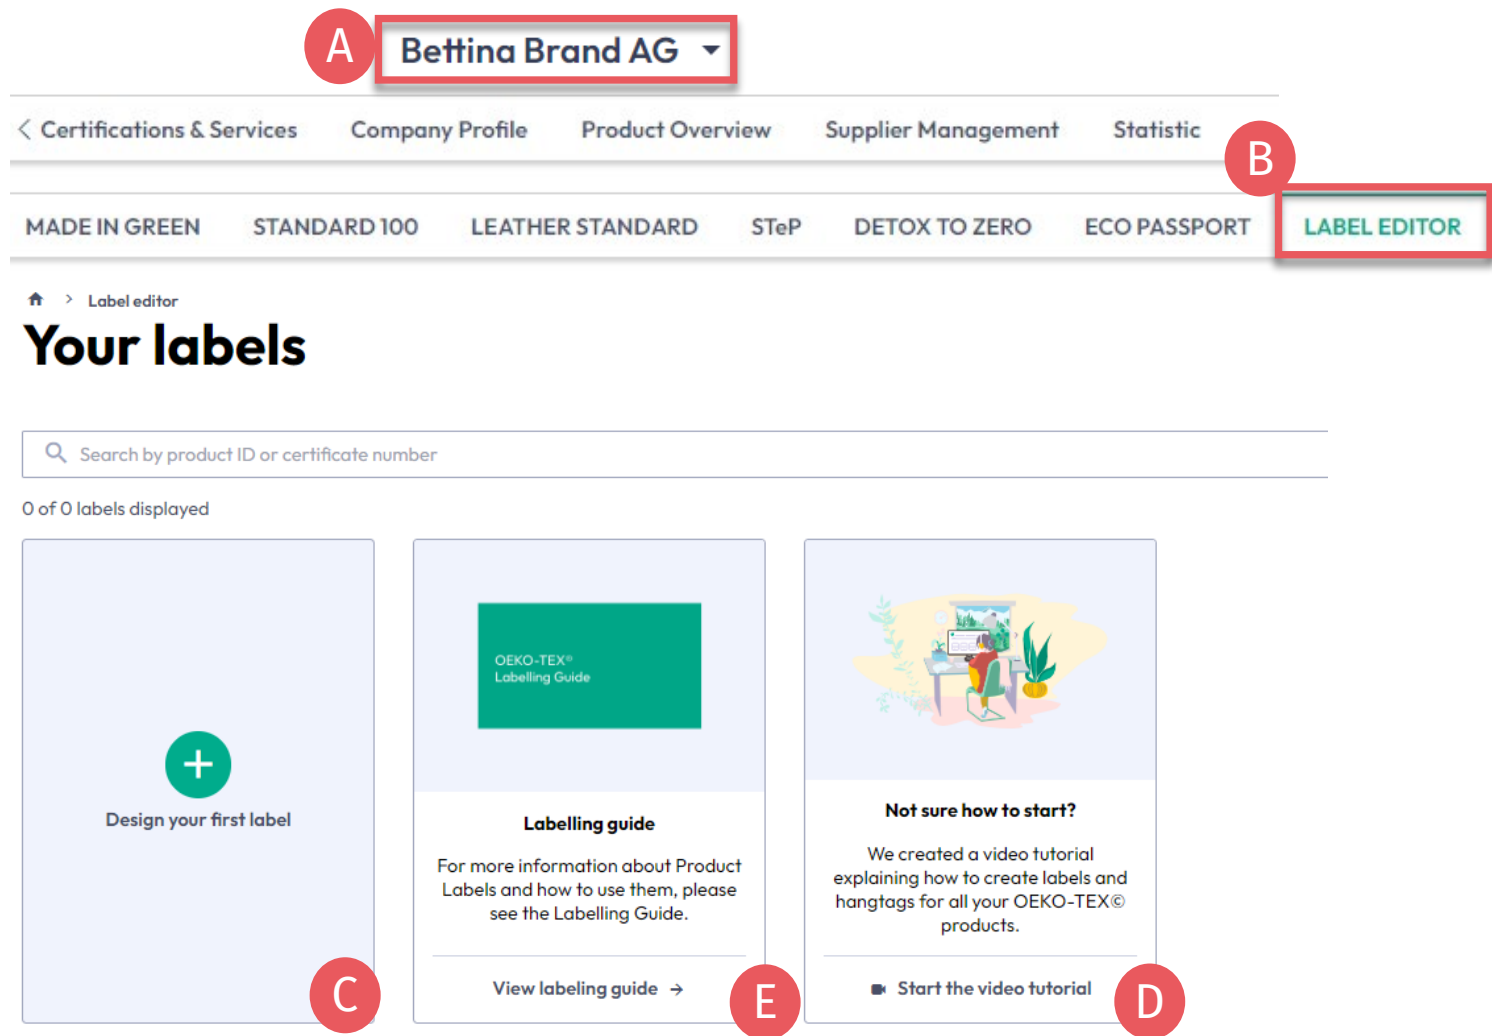 A
Bettina Brand AG
Certifications & Services Company Profile Product Overview Supplier Management Statistic
B
MADE IN GREEN STANDARD 100 LEATHER STANDARD STeP DETOX TO ZERO ECO PASSPORT LABEL EDITOR
Label editor
Your labels
Search by product ID or certificate number
0 of 0 labels displayed
Design your first label
C
OEKO-TEX®
Labelling Guide
Labelling guide
For more information about Product
Labels and how to use them, please
see the Labelling Guide.
View labeling guide →
E
Not sure how to start?
We created a video tutorial
explaining how to create labels and
hangtags for all your OEKO-TEX©
products.
Start the video tutorial
D